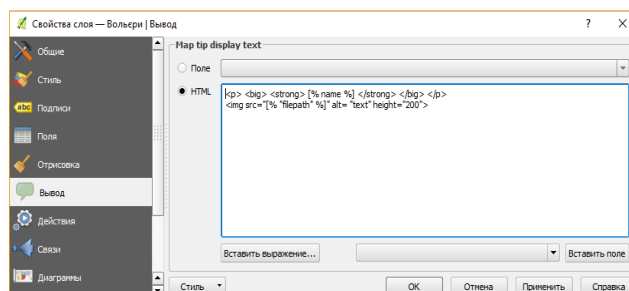 Свойства слоя — Вольєри | Вывод
? ×
Общие
Стиль
abc Подписи
Поля
Отрисовка
Вывод
Действия
Связи
Диаграммы
Map tip display text
Поле
HTML
<p> <big> <strong> [% name %] </strong> </big> </p>
<img src="[% "filepath" %]" alt= "text" height="200">
Вставить выражение...
Вставить поле
Стиль
OK Отмена Применить Справка